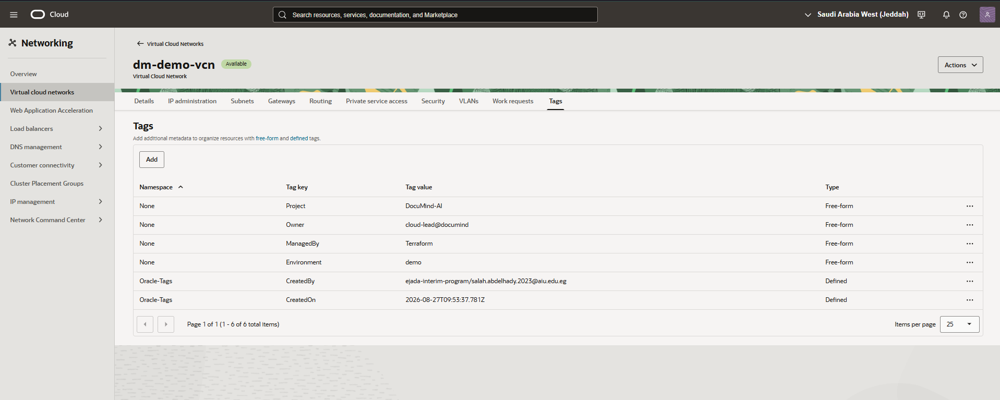 Cloud
Search resources, services, documentation, and Marketplace
Saudi Arabia West (Jeddah)
Networking
Overview
Virtual cloud networks
Web Application Acceleration
Load balancers
DNS management
Customer connectivity
Cluster Placement Groups
IP management
Network Command Center
Virtual Cloud Networks
dm-demo-vcn Available
Virtual Cloud Network
Actions
Details IP administration Subnets Gateways Routing Private service access Security VLANs Work requests Tags
Tags
Add additional metadata to organize resources with free-form and defined tags.
Add
Namespace Tag key Tag value Type
None Project DocuMind-AI Free-form
None Owner cloud-lead@documind Free-form
None ManagedBy Terraform Free-form
None Environment demo Free-form
Oracle-Tags CreatedBy ejada-interim-program/salah.abdelhady.2023@aiu.edu.eg Defined
Oracle-Tags CreatedOn 2026-08-27T09:53:37.781Z Defined
Page 1 of 1 (1 - 6 of 6 total items)
Items per page 25